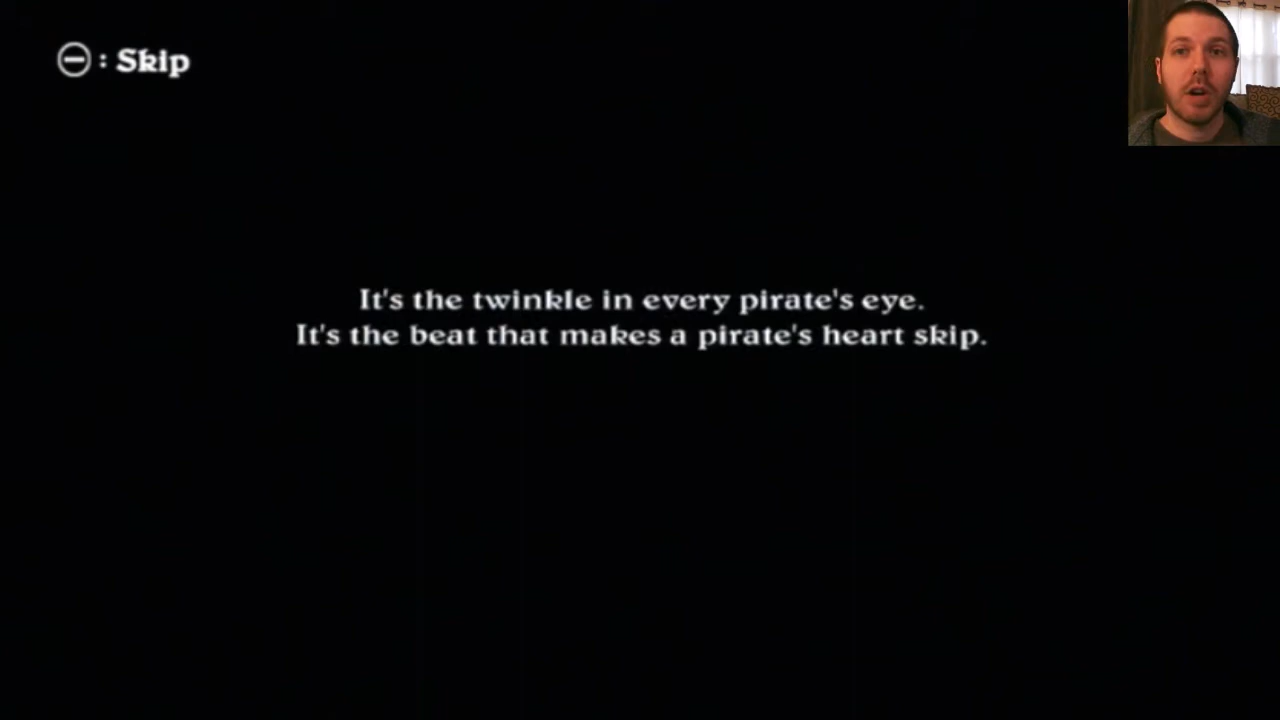 ⊖ : Skip
It's the twinkle in every pirate's eye.
It's the beat that makes a pirate's heart skip.